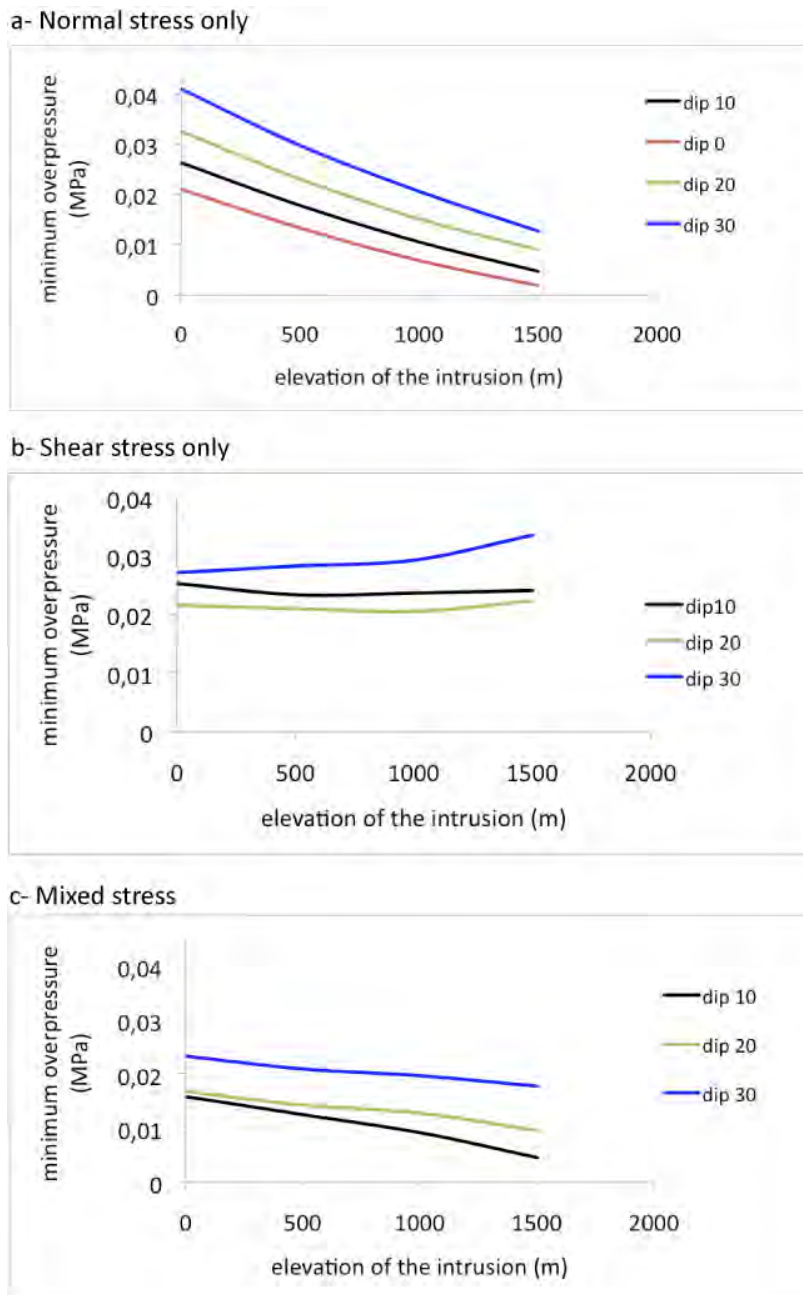 a- Normal stress only
minimum overpressure
(MPa)
0,04
0,03
0,02
0,01
0
0 500 1000 1500 2000
elevation of the intrusion (m)
dip 10
dip 0
dip 20
dip 30
b- Shear stress only
minimum overpressure
(MPa)
0,04
0,03
0,02
0,01
0
0 500 1000 1500 2000
elevation of the intrusion (m)
dip10
dip 20
dip 30
c- Mixed stress
minimum overpressure
(MPa)
0,04
0,03
0,02
0,01
0
0 500 1000 1500 2000
elevation of the intrusion (m)
dip 10
dip 20
dip 30